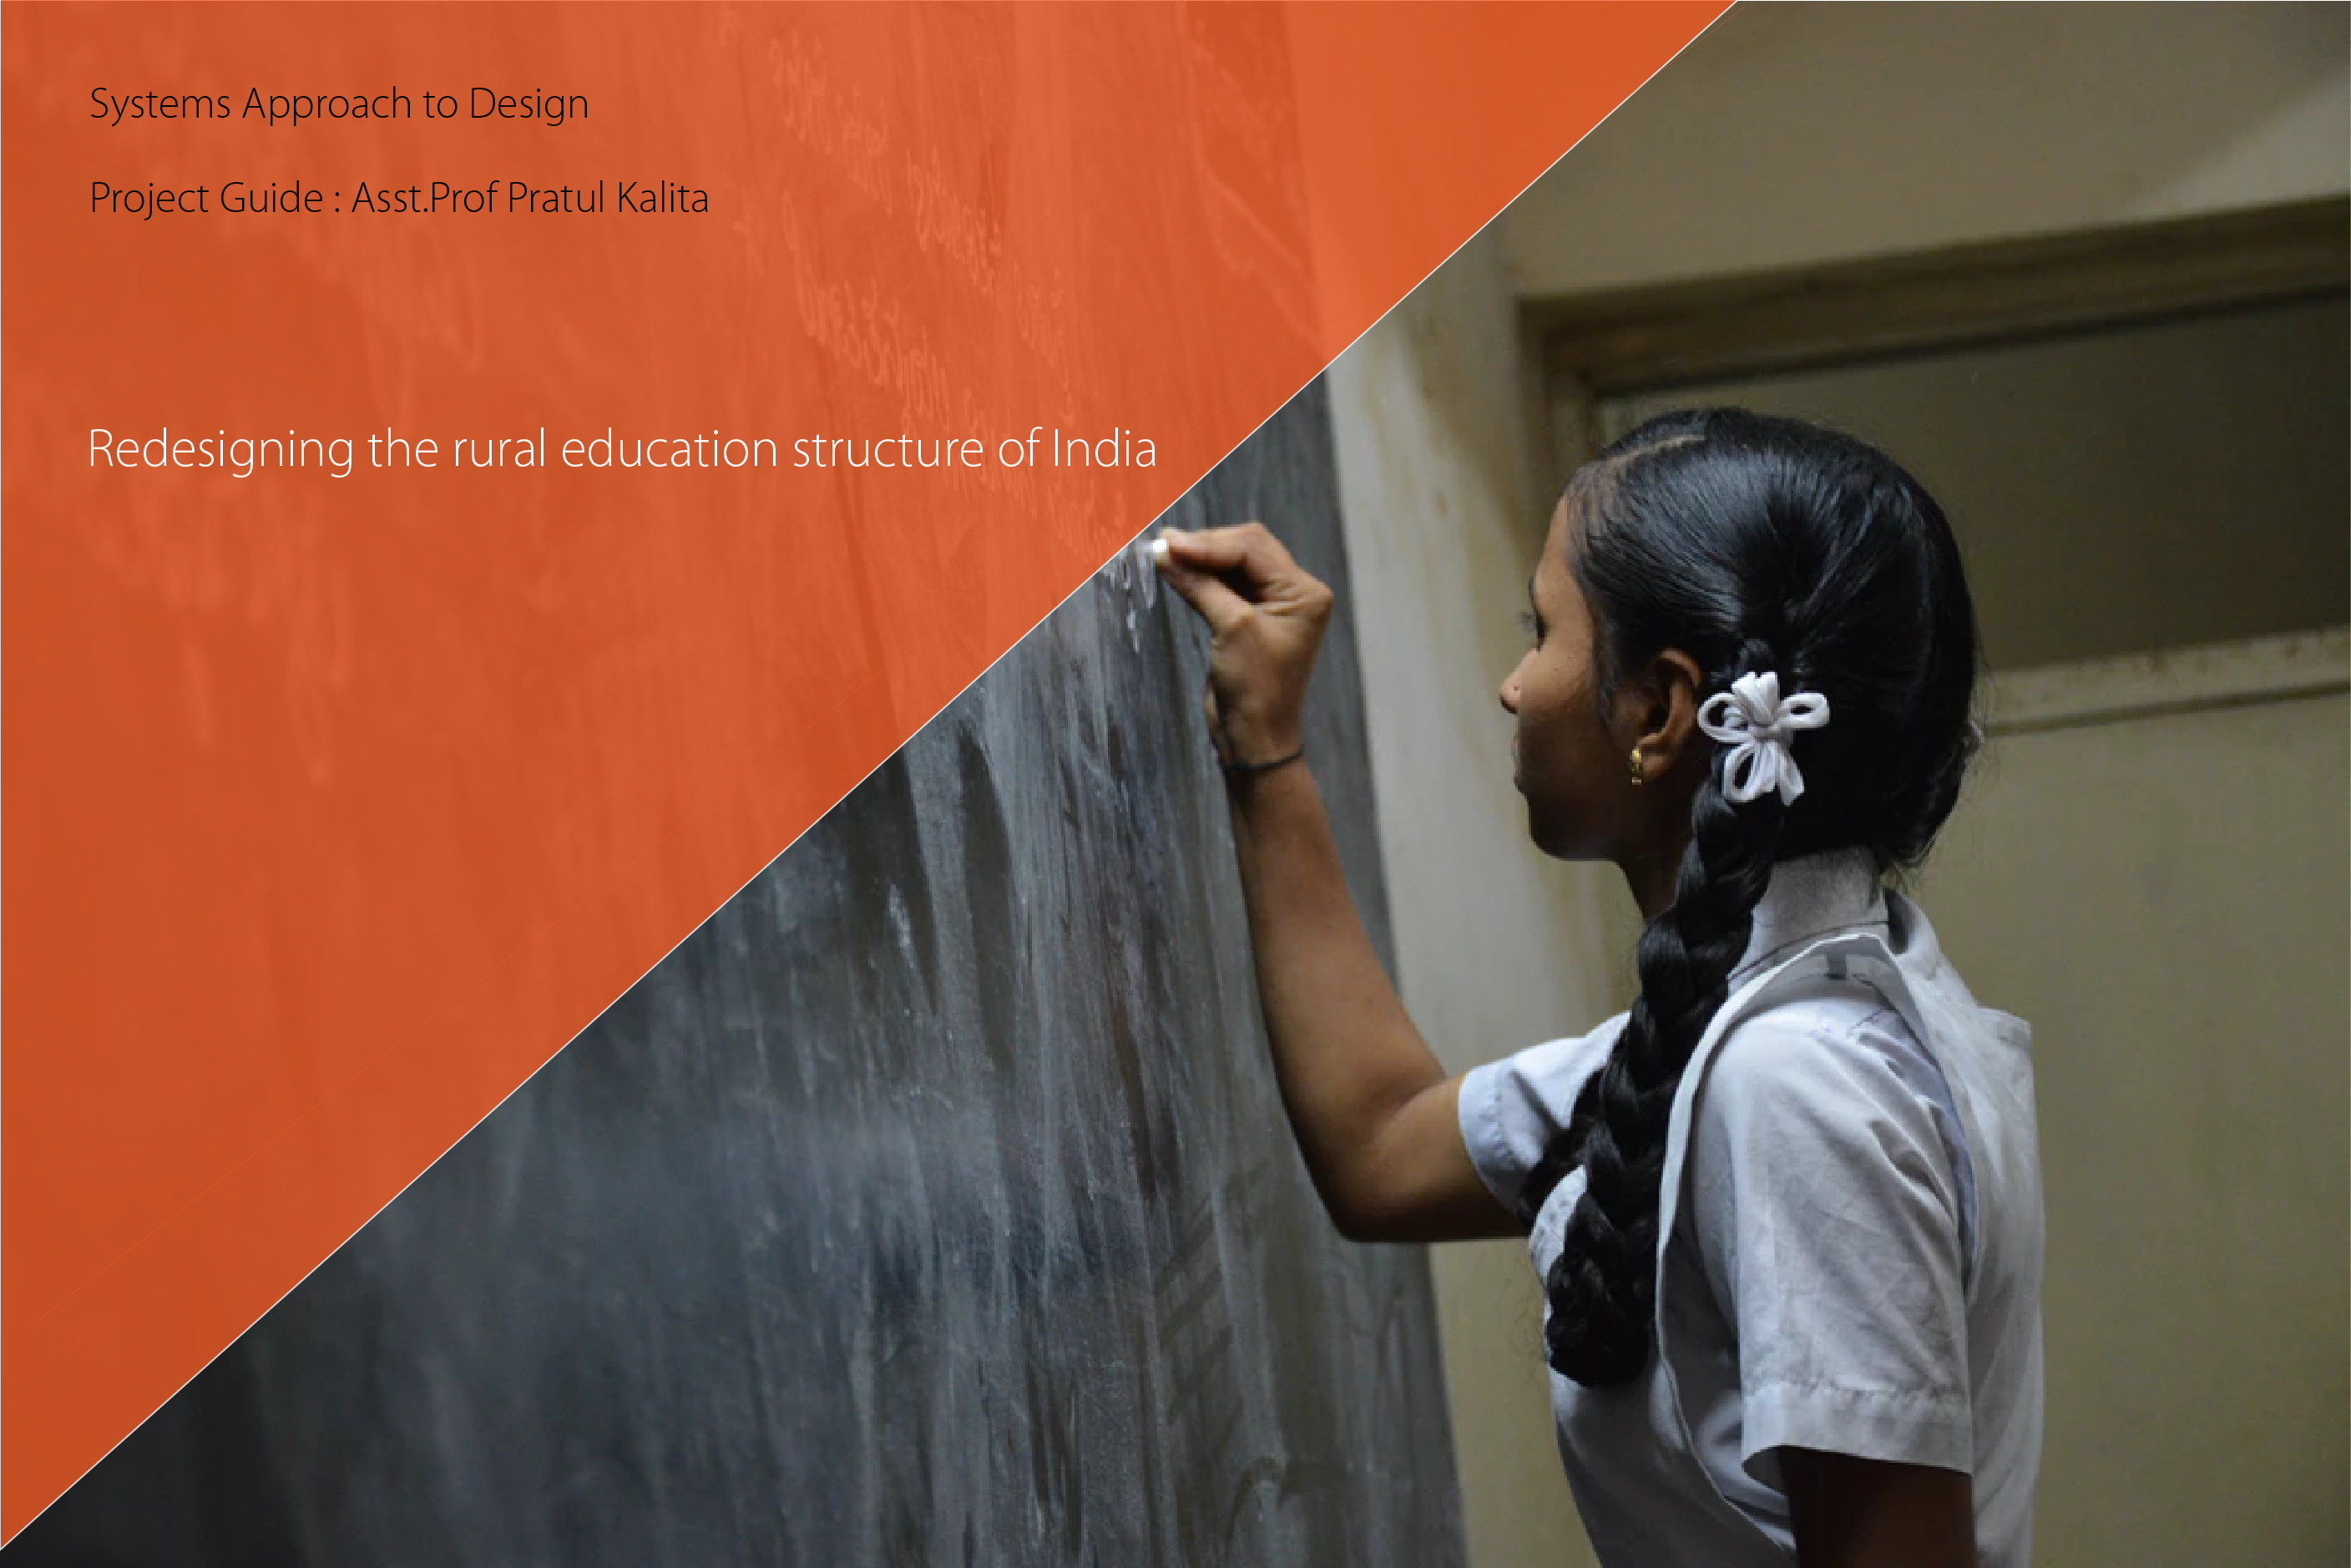 Systems Approach to Design
Project Guide : Asst.Prof Pratul Kalita
Redesigning the rural education structure of India